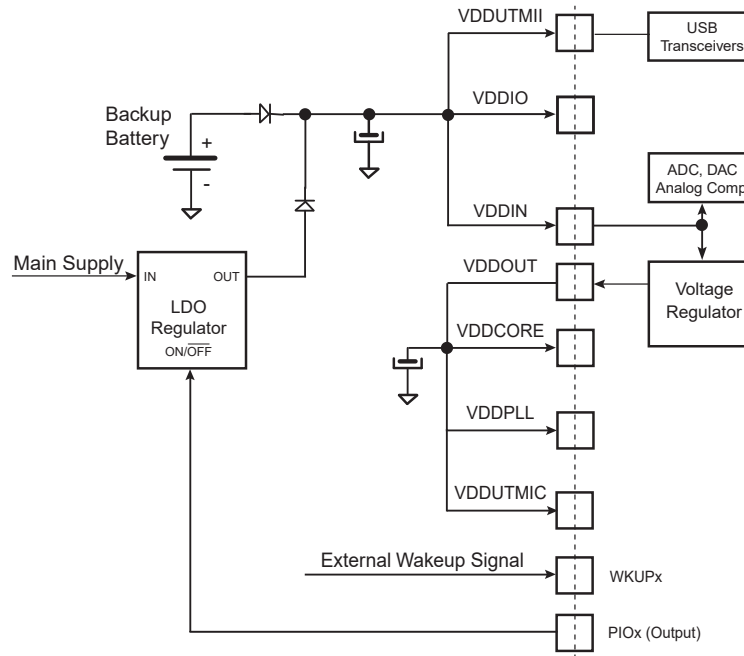 VDDUTMII
USB
Transceivers
VDDIO
Backup
Battery
+
-
VDDIN
ADC, DAC
Analog Comp
Main Supply
IN
OUT
LDO
Regulator
ON/OFF
VDDOUT
Voltage
Regulator
VDDCORE
VDDPLL
VDDUTMIC
External Wakeup Signal
WKUPx
PIOx (Output)